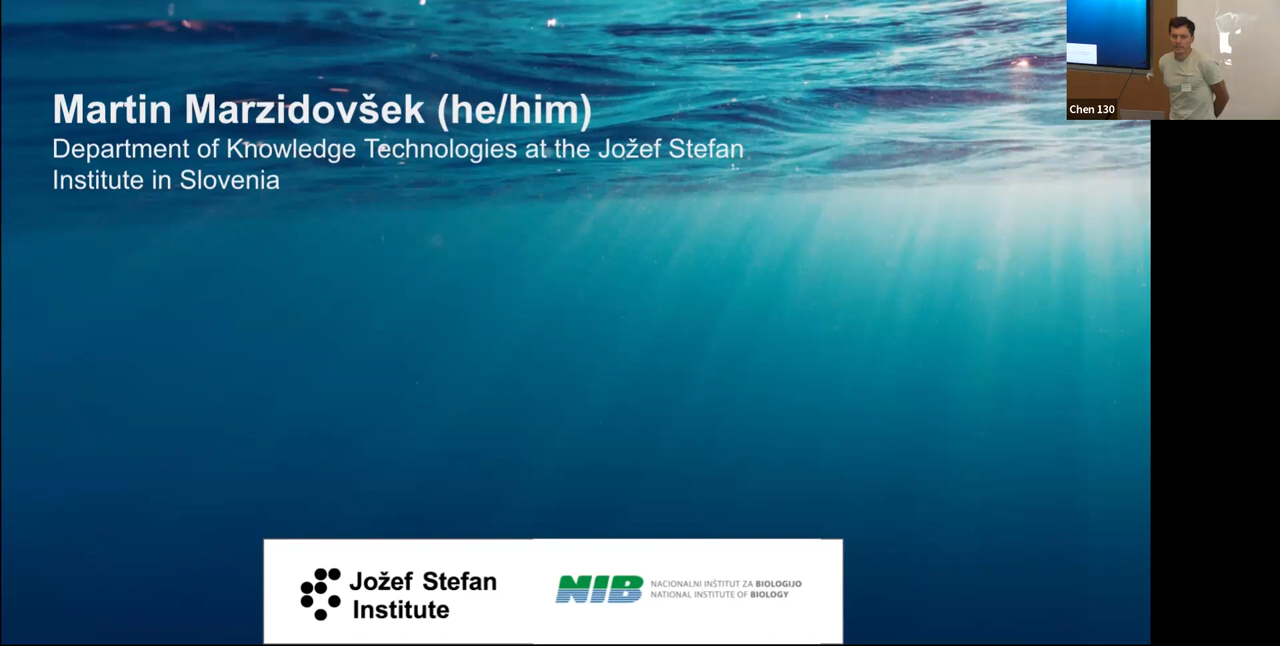 Martin Marzidovšek (he/him)
Department of Knowledge Technologies at the Jožef Stefan
Institute in Slovenia
Chen 130
Jožef Stefan
Institute
NIB
NACIONALNI INŠTITUT ZA BIOLOGIJO
NATIONAL INSTITUTE OF BIOLOGY